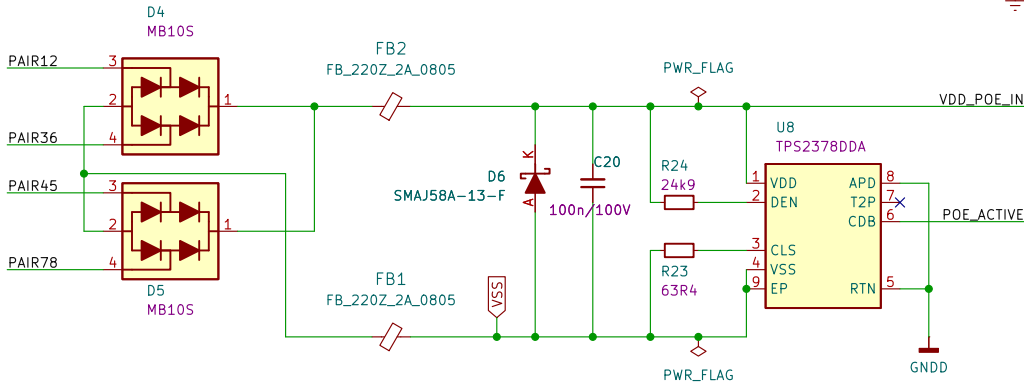 D4
MB10S
PAIR12
3
2
1
PAIR36
4
PAIR45
3
2
1
PAIR78
4
D5
MB10S
FB2
FB_220Z_2A_0805
FB1
FB_220Z_2A_0805
VSS
K
D6
SMAJ58A-13-F
A
C20
100n/100V
R24
24k9
R23
63R4
PWR_FLAG
PWR_FLAG
VDD_POE_IN
U8
TPS2378DDA
1 VDD APD 8
2 DEN T2P 7
CDB 6
POE_ACTIVE
3 CLS
4 VSS
9 EP RTN 5
GNDD